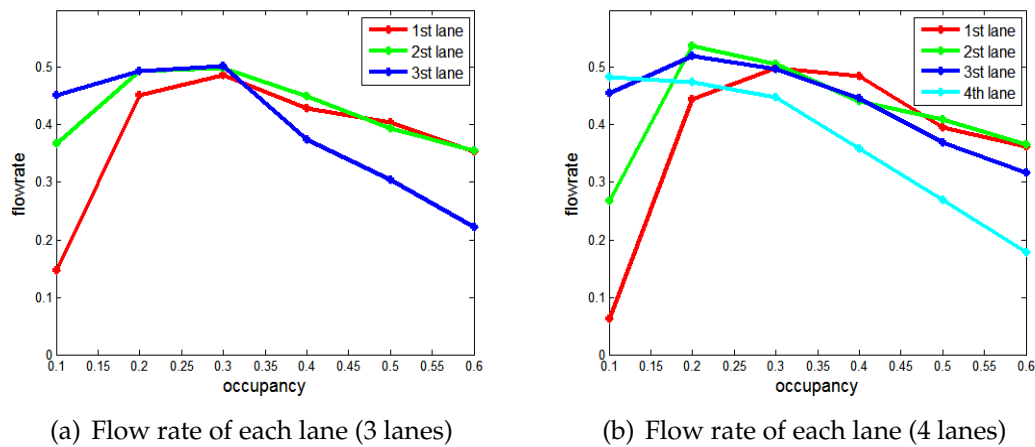 1st lane
2st lane
3st lane
flowrate
0.5
0.4
0.3
0.2
0.1
0
0.1 0.15 0.2 0.25 0.3 0.35 0.4 0.45 0.5 0.55 0.6
occupancy
(a) Flow rate of each lane (3 lanes)
1st lane
2st lane
3st lane
4th lane
flowrate
0.5
0.4
0.3
0.2
0.1
0
0.1 0.15 0.2 0.25 0.3 0.35 0.4 0.45 0.5 0.55 0.6
occupancy
(b) Flow rate of each lane (4 lanes)